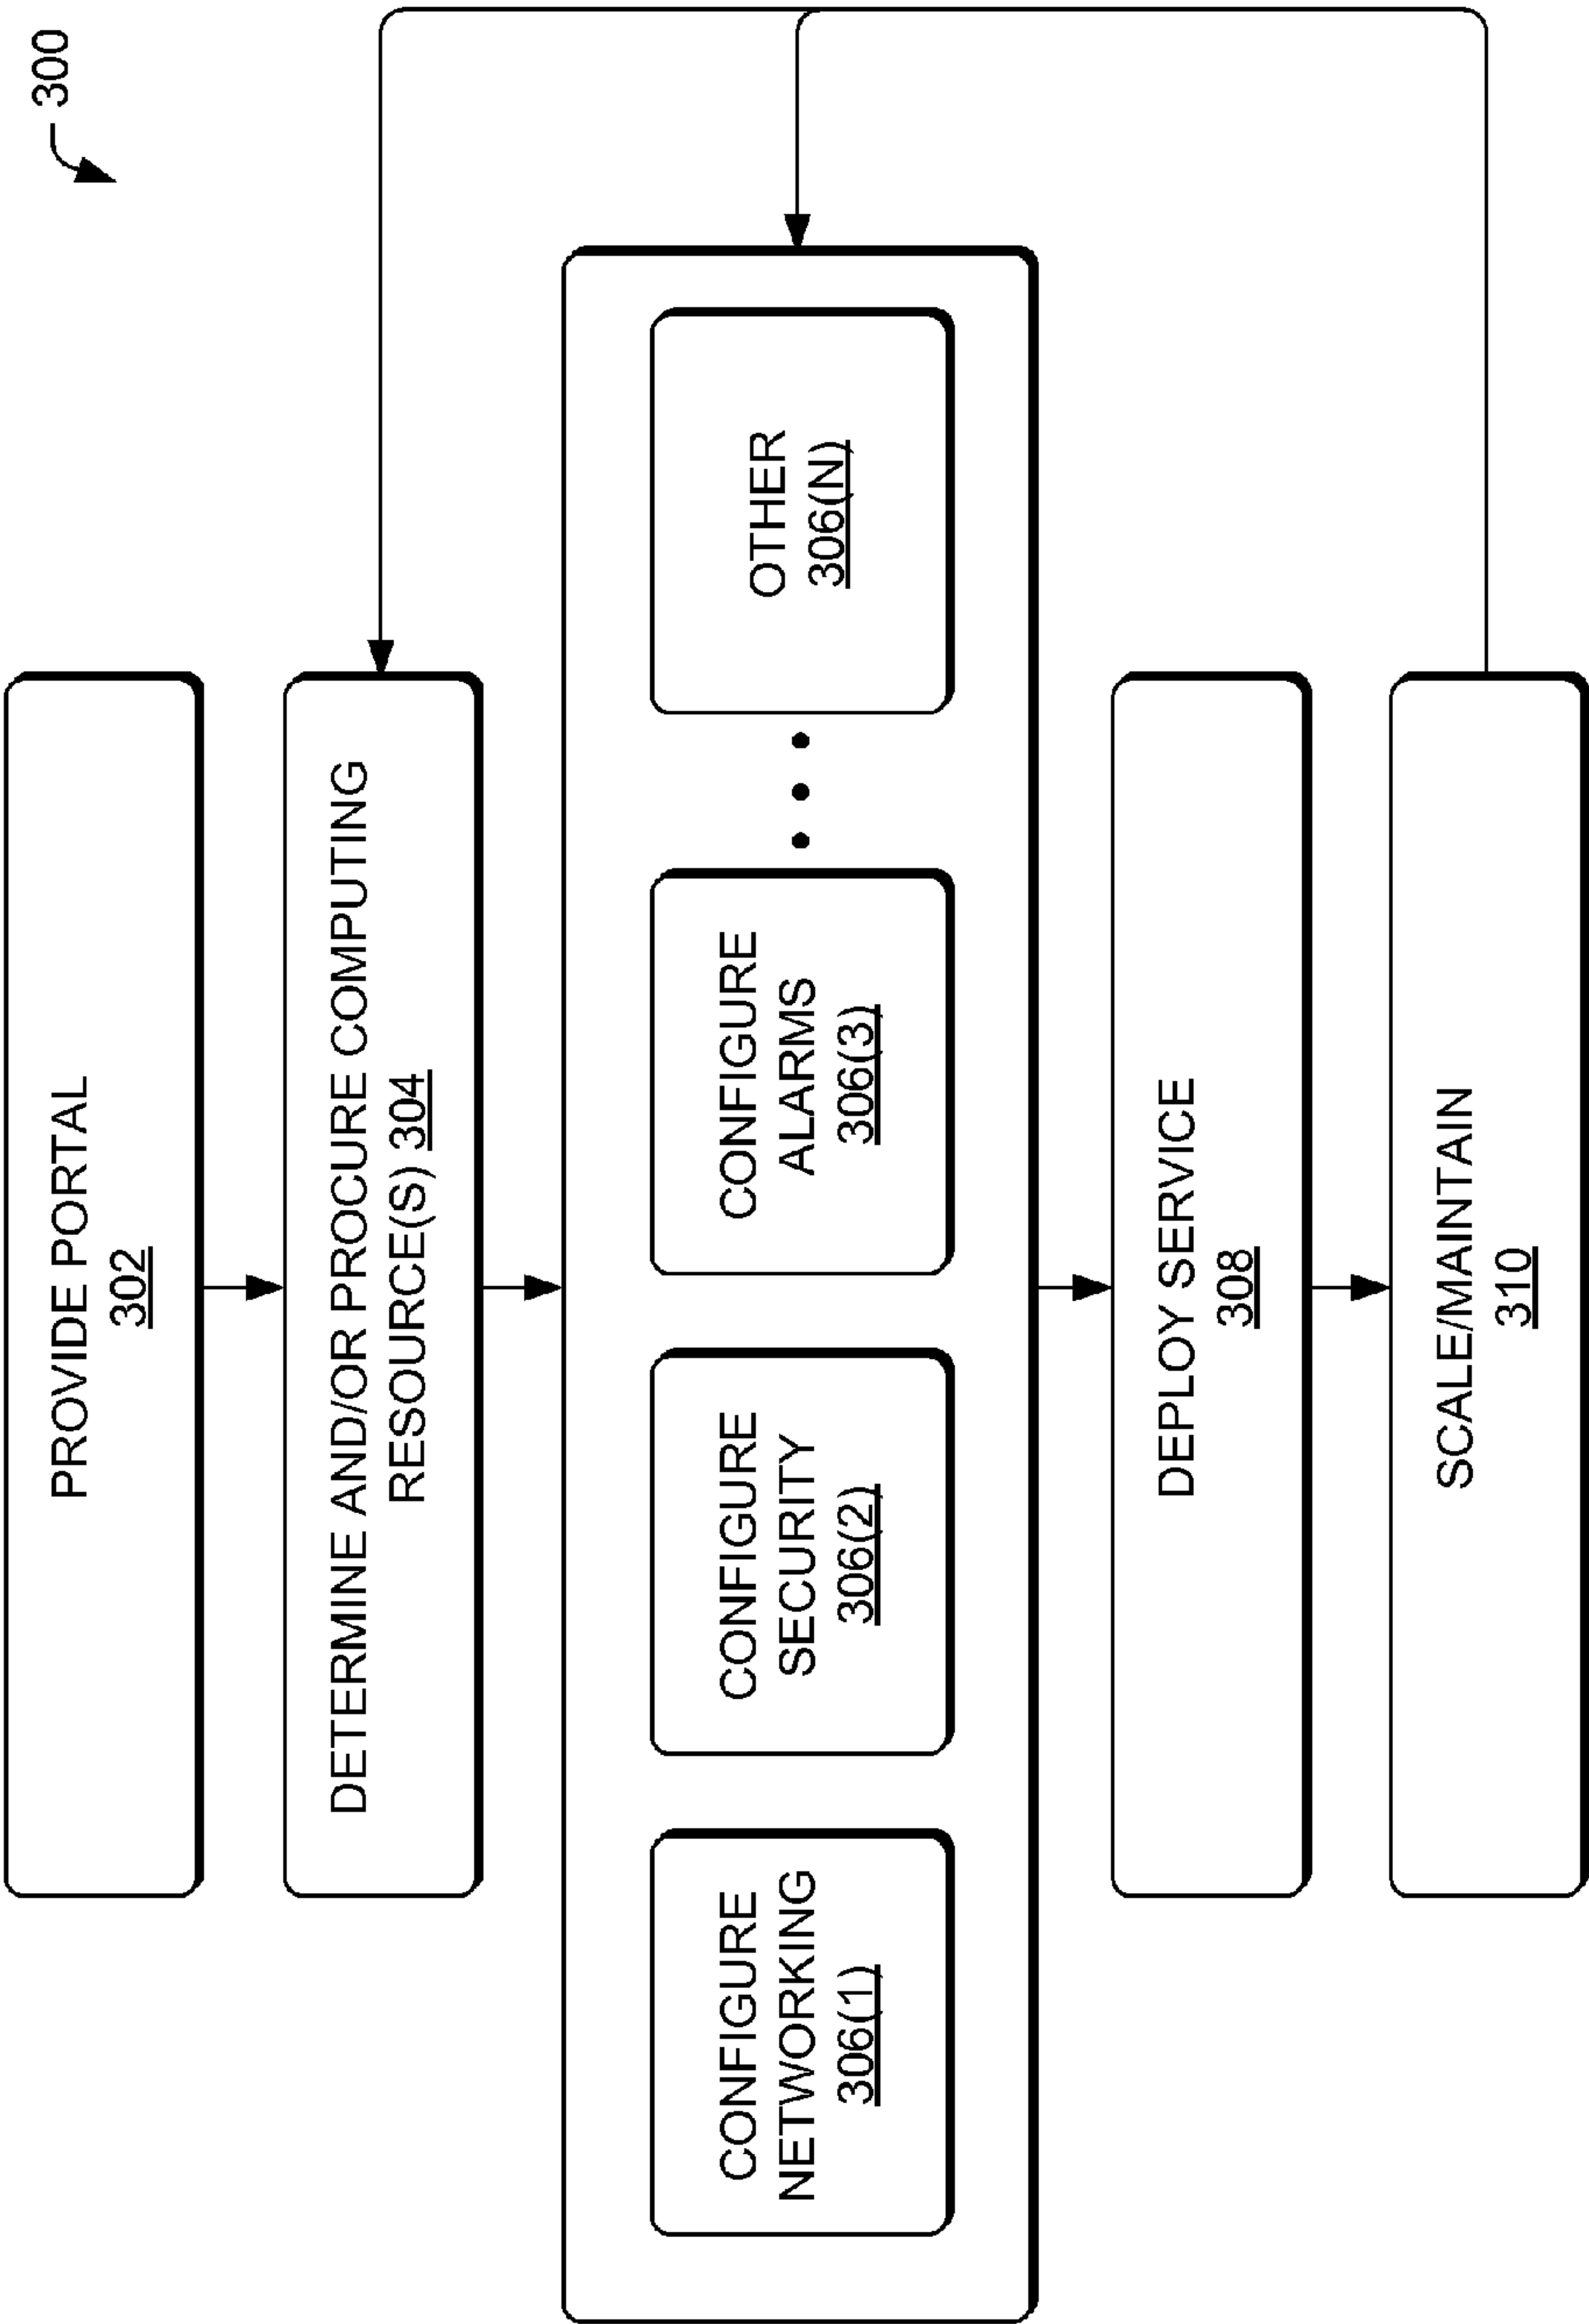 300
PROVIDE PORTAL
302
DETERMINE AND/OR PROCURE COMPUTING
RESOURCE(S) 304
CONFIGURE
NETWORKING
306(1)
CONFIGURE
SECURITY
306(2)
CONFIGURE
ALARMS
306(3)
OTHER
306(N)
DEPLOY SERVICE
308
SCALE/MAINTAIN
310